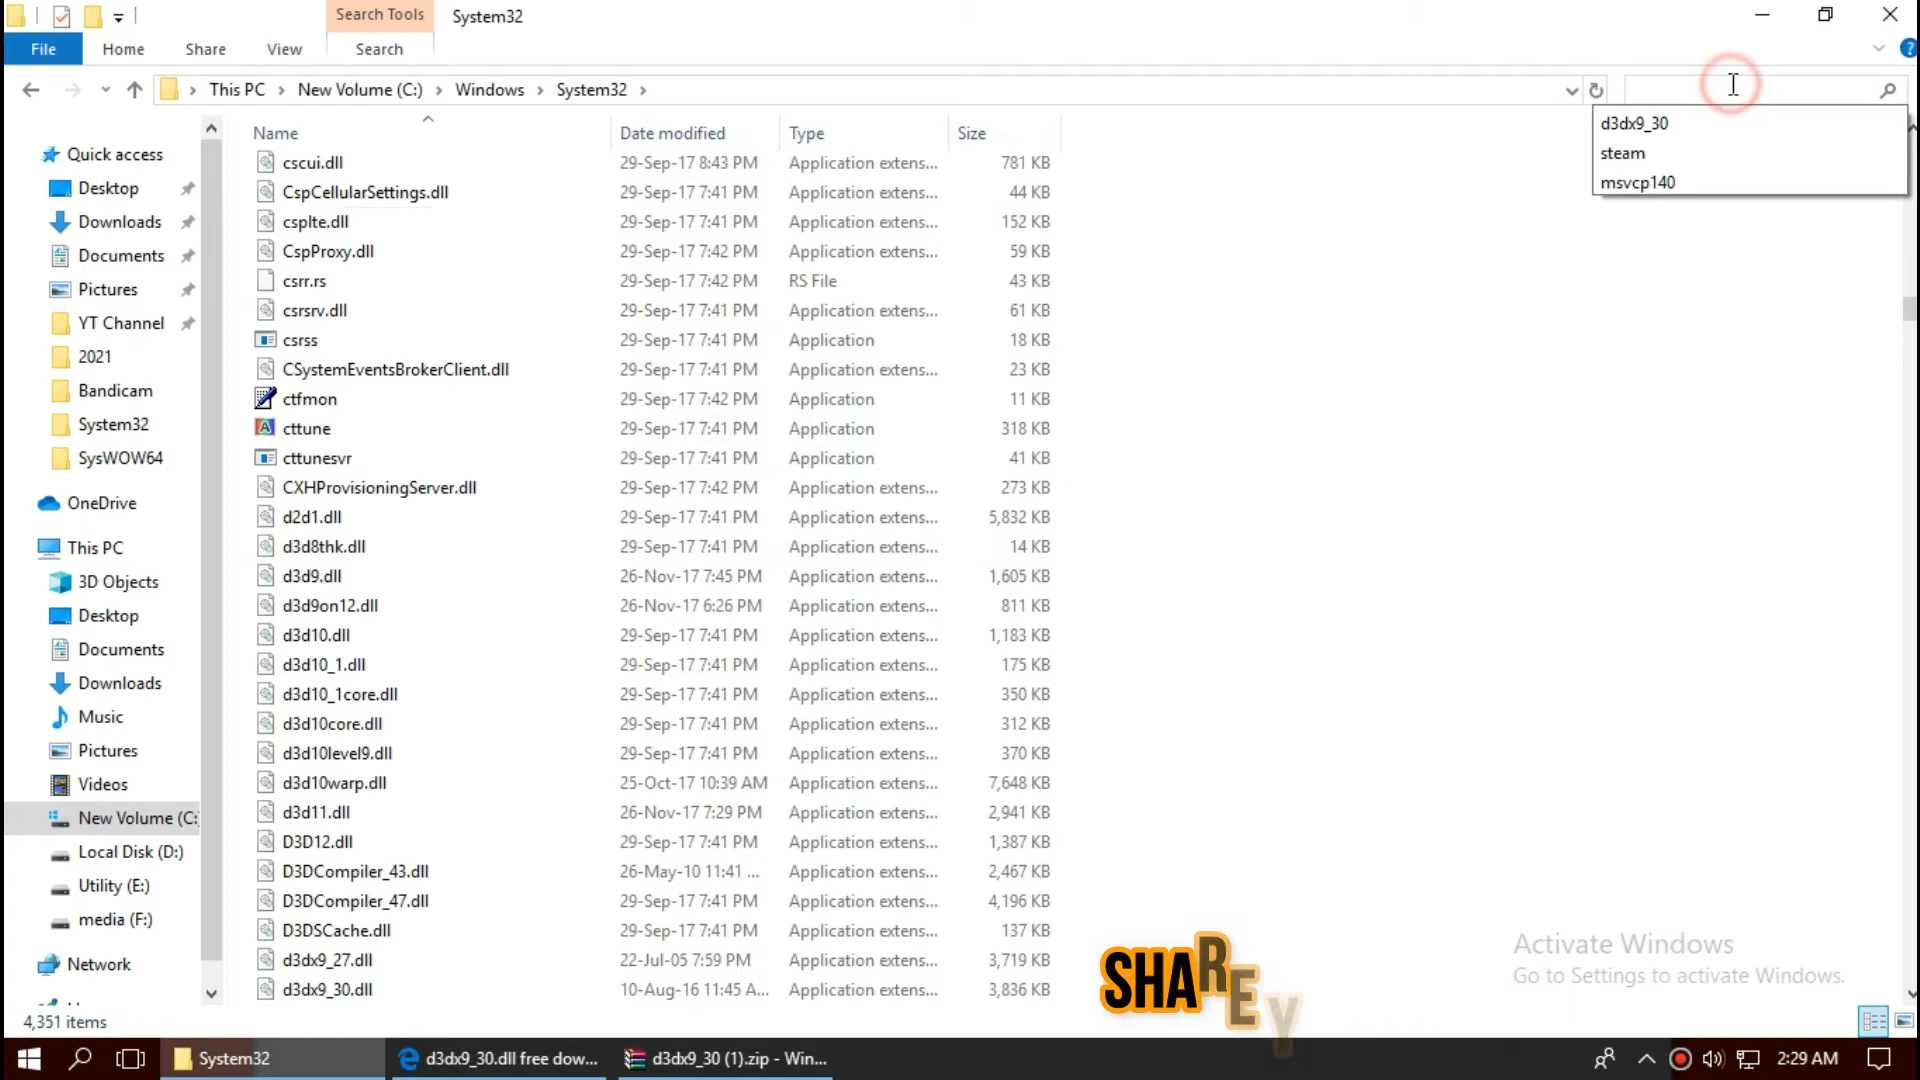 Search Tools
System32
File
Home
Share
View
Search
This PC
New Volume (C:)
Windows
System32
d3dx9_30
steam
msvcp140
Quick access
Desktop
Downloads
Documents
Pictures
YT Channel
2021
Bandicam
System32
SysWOW64
OneDrive
This PC
3D Objects
Desktop
Documents
Downloads
Music
Pictures
Videos
New Volume (C:
Local Disk (D:)
Utility (E:)
media (F:)
Network
Name Date modified Type Size
cscui.dll 29-Sep-17 8:43 PM Application extens... 781 KB
CspCellularSettings.dll 29-Sep-17 7:41 PM Application extens... 44 KB
csplte.dll 29-Sep-17 7:41 PM Application extens... 152 KB
CspProxy.dll 29-Sep-17 7:42 PM Application extens... 59 KB
csrr.rs 29-Sep-17 7:42 PM RS File 43 KB
csrsrv.dll 29-Sep-17 7:41 PM Application extens... 61 KB
csrss 29-Sep-17 7:41 PM Application 18 KB
CSystemEventsBrokerClient.dll 29-Sep-17 7:41 PM Application extens... 23 KB
ctfmon 29-Sep-17 7:42 PM Application 11 KB
cttune 29-Sep-17 7:41 PM Application 318 KB
cttunesvr 29-Sep-17 7:41 PM Application 41 KB
CXHProvisioningServer.dll 29-Sep-17 7:42 PM Application extens... 273 KB
d2d1.dll 29-Sep-17 7:41 PM Application extens... 5,832 KB
d3d8thk.dll 29-Sep-17 7:41 PM Application extens... 14 KB
d3d9.dll 26-Nov-17 7:45 PM Application extens... 1,605 KB
d3d9on12.dll 26-Nov-17 6:26 PM Application extens... 811 KB
d3d10.dll 29-Sep-17 7:41 PM Application extens... 1,183 KB
d3d10_1.dll 29-Sep-17 7:41 PM Application extens... 175 KB
d3d10_1core.dll 29-Sep-17 7:41 PM Application extens... 350 KB
d3d10core.dll 29-Sep-17 7:41 PM Application extens... 312 KB
d3d10level9.dll 29-Sep-17 7:41 PM Application extens... 370 KB
d3d10warp.dll 25-Oct-17 10:39 AM Application extens... 7,648 KB
d3d11.dll 26-Nov-17 7:29 PM Application extens... 2,941 KB
D3D12.dll 29-Sep-17 7:41 PM Application extens... 1,387 KB
D3DCompiler_43.dll 26-May-10 11:41 ... Application extens... 2,467 KB
D3DCompiler_47.dll 29-Sep-17 7:41 PM Application extens... 4,196 KB
D3DSCache.dll 29-Sep-17 7:41 PM Application extens... 137 KB
d3dx9_27.dll 22-Jul-05 7:59 PM Application extens... 3,719 KB
d3dx9_30.dll 10-Aug-16 11:45 A... Application extens... 3,836 KB
SHARE Y
Activate Windows
Go to Settings to activate Windows.
4,351 items
System32
d3dx9_30.dll free dow...
d3dx9_30 (1).zip - Win...
2:29 AM